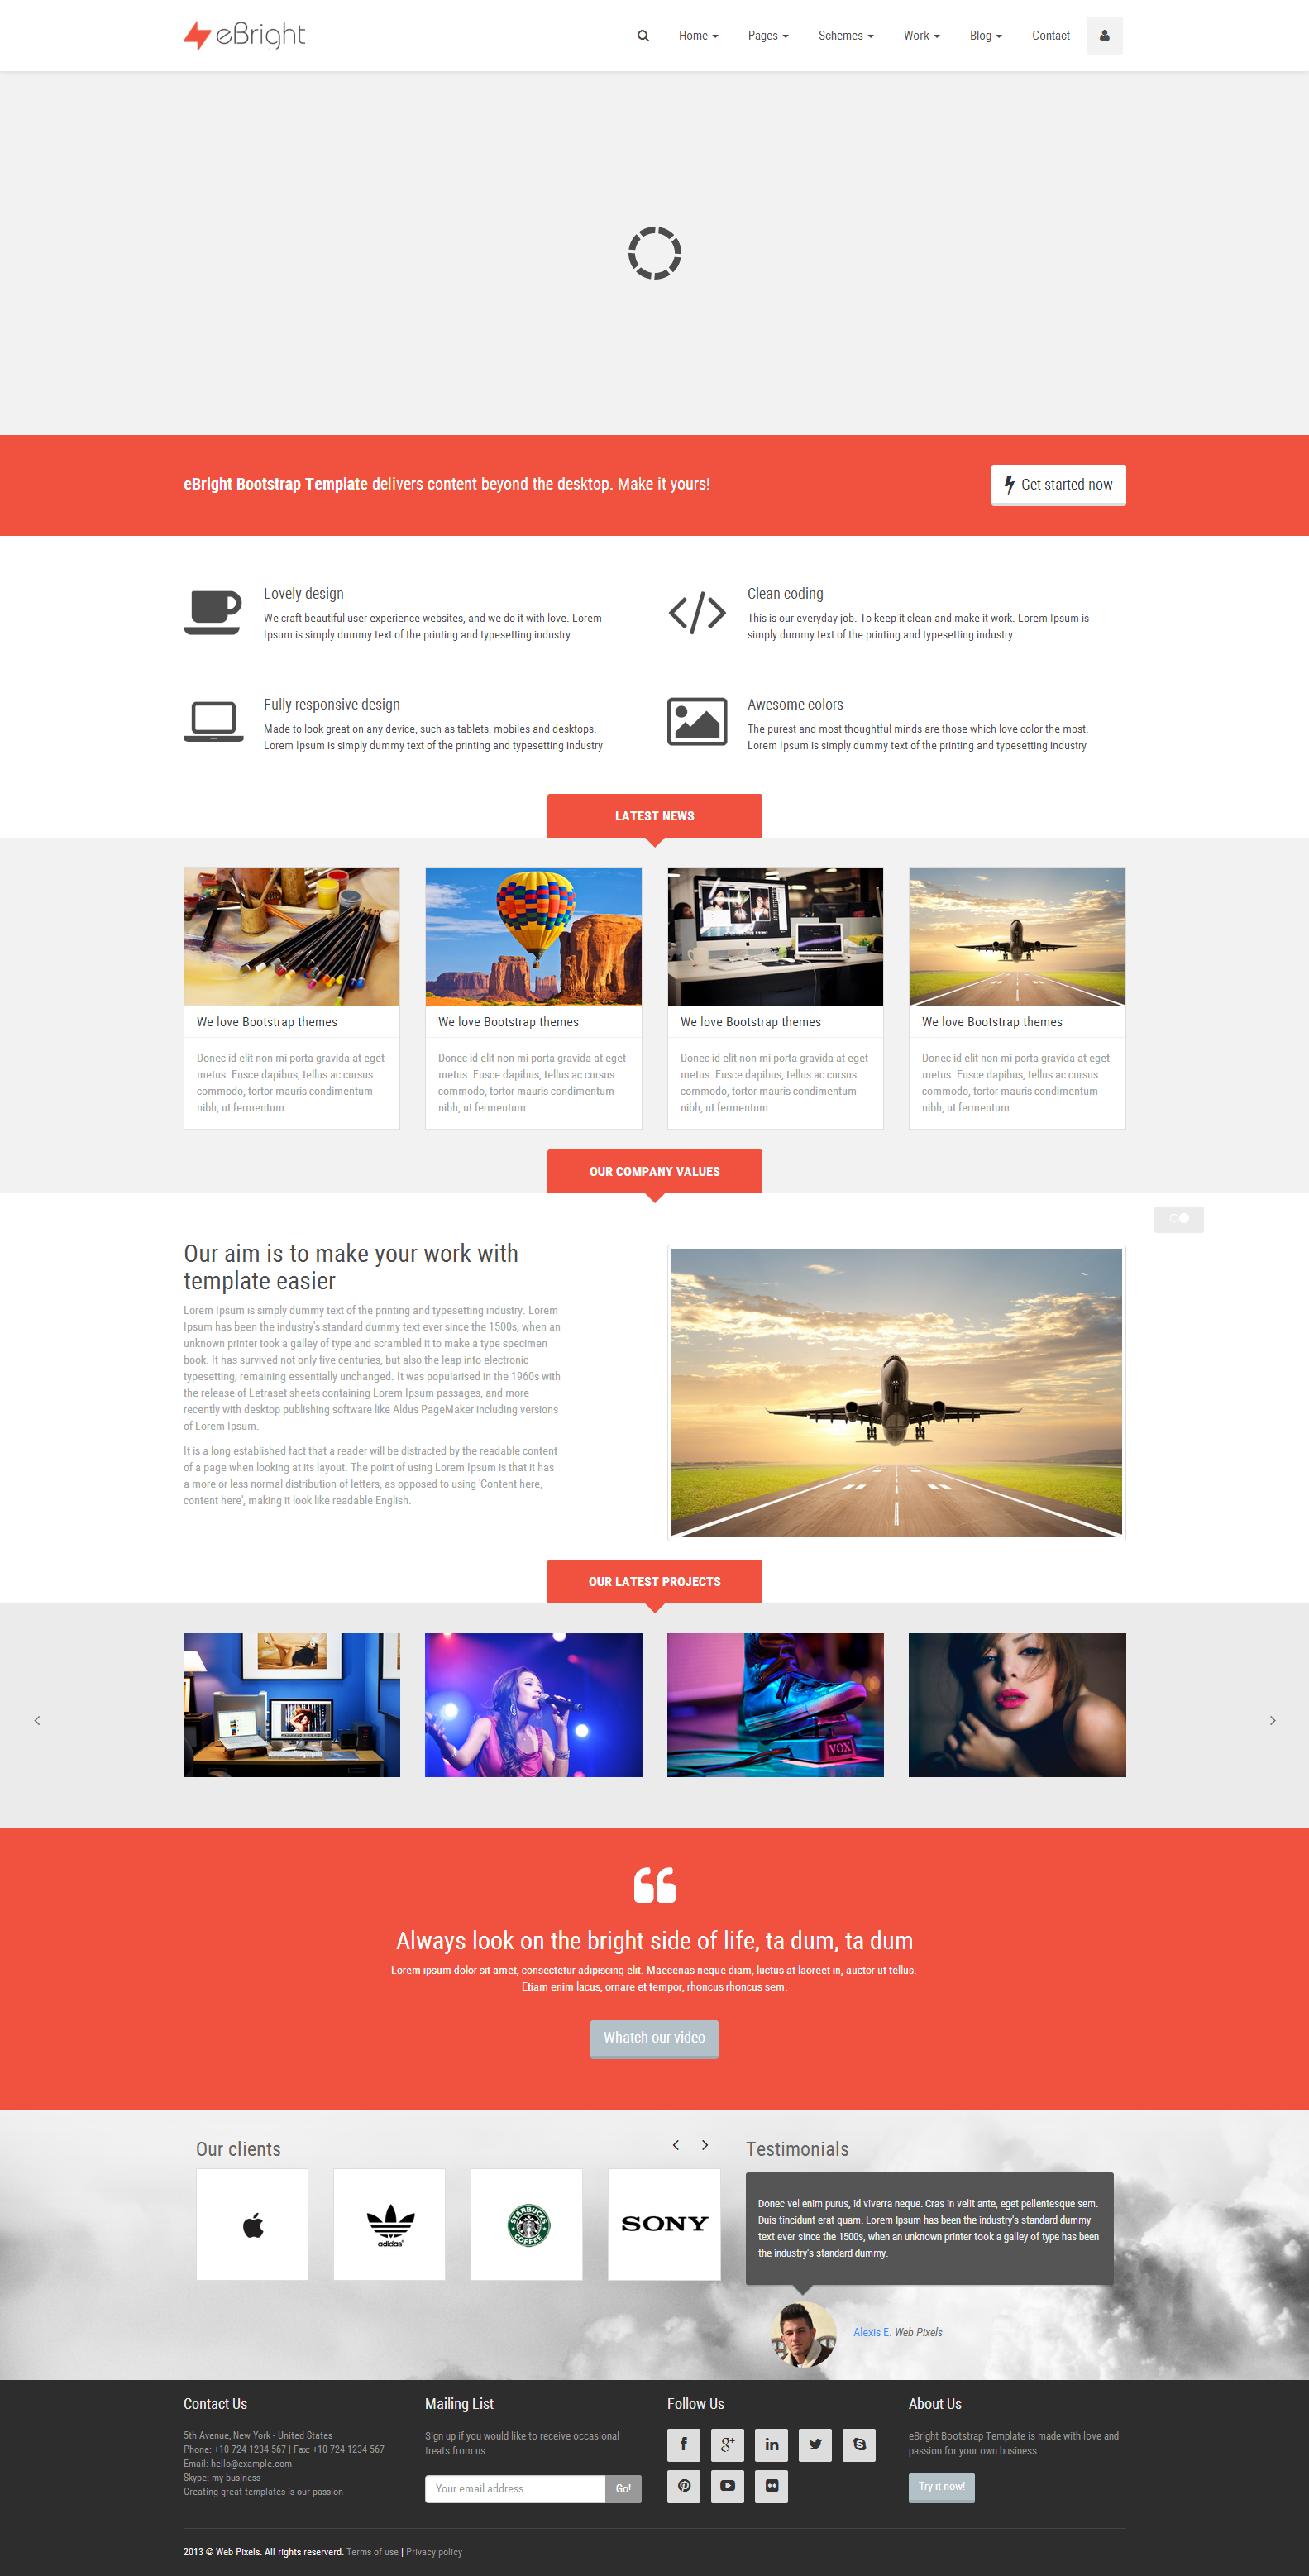 eBright
Home Pages Schemes Work Blog Contact
eBright Bootstrap Template delivers content beyond the desktop. Make it yours!
Get started now
Lovely design
We craft beautiful user experience websites, and we do it with love. Lorem
Ipsum is simply dummy text of the printing and typesetting industry
Clean coding
This is our everyday job. To keep it clean and make it work. Lorem Ipsum is
simply dummy text of the printing and typesetting industry
Fully responsive design
Made to look great on any device, such as tablets, mobiles and desktops.
Lorem Ipsum is simply dummy text of the printing and typesetting industry
Awesome colors
The purest and most thoughtful minds are those which love color the most.
Lorem Ipsum is simply dummy text of the printing and typesetting industry
LATEST NEWS
We love Bootstrap themes
Donec id elit non mi porta gravida at eget
metus. Fusce dapibus, tellus ac cursus
commodo, tortor mauris condimentum
nibh, ut fermentum.
We love Bootstrap themes
Donec id elit non mi porta gravida at eget
metus. Fusce dapibus, tellus ac cursus
commodo, tortor mauris condimentum
nibh, ut fermentum.
We love Bootstrap themes
Donec id elit non mi porta gravida at eget
metus. Fusce dapibus, tellus ac cursus
commodo, tortor mauris condimentum
nibh, ut fermentum.
We love Bootstrap themes
Donec id elit non mi porta gravida at eget
metus. Fusce dapibus, tellus ac cursus
commodo, tortor mauris condimentum
nibh, ut fermentum.
OUR COMPANY VALUES
Our aim is to make your work with
template easier
Lorem Ipsum is simply dummy text of the printing and typesetting industry. Lorem
Ipsum has been the industry's standard dummy text ever since the 1500s, when an
unknown printer took a galley of type and scrambled it to make a type specimen
book. It has survived not only five centuries, but also the leap into electronic
typesetting, remaining essentially unchanged. It was popularised in the 1960s with
the release of Letraset sheets containing Lorem Ipsum passages, and more
recently with desktop publishing software like Aldus PageMaker including versions
of Lorem Ipsum.
It is a long established fact that a reader will be distracted by the readable content
of a page when looking at its layout. The point of using Lorem Ipsum is that it has
a more-or-less normal distribution of letters, as opposed to using 'Content here,
content here', making it look like readable English.
OUR LATEST PROJECTS
VOX
Always look on the bright side of life, ta dum, ta dum
Lorem ipsum dolor sit amet, consectetur adipiscing elit. Maecenas neque diam, luctus at laoreet in, auctor ut tellus.
Etiam enim lacus, ornare et tempor, rhoncus rhoncus sem.
Whatch our video
Our clients
adidas
STARBUCKS
COFFEE
SONY
Testimonials
Donec vel enim purus, id viverra neque. Cras in velit ante, eget pellentesque sem.
Duis tincidunt erat quam. Lorem Ipsum has been the industry's standard dummy
text ever since the 1500s, when an unknown printer took a galley of type has been
the industry's standard dummy.
Alexis E. Web Pixels
Contact Us
5th Avenue, New York - United States
Phone: +10 724 1234 567 | Fax: +10 724 1234 567
Email: hello@example.com
Skype: my-business
Creating great templates is our passion
Mailing List
Sign up if you would like to receive occasional
treats from us.
Your email address... Go!
Follow Us
About Us
eBright Bootstrap Template is made with love and
passion for your own business.
Try it now!
2013 © Web Pixels. All rights reserverd. Terms of use | Privacy policy